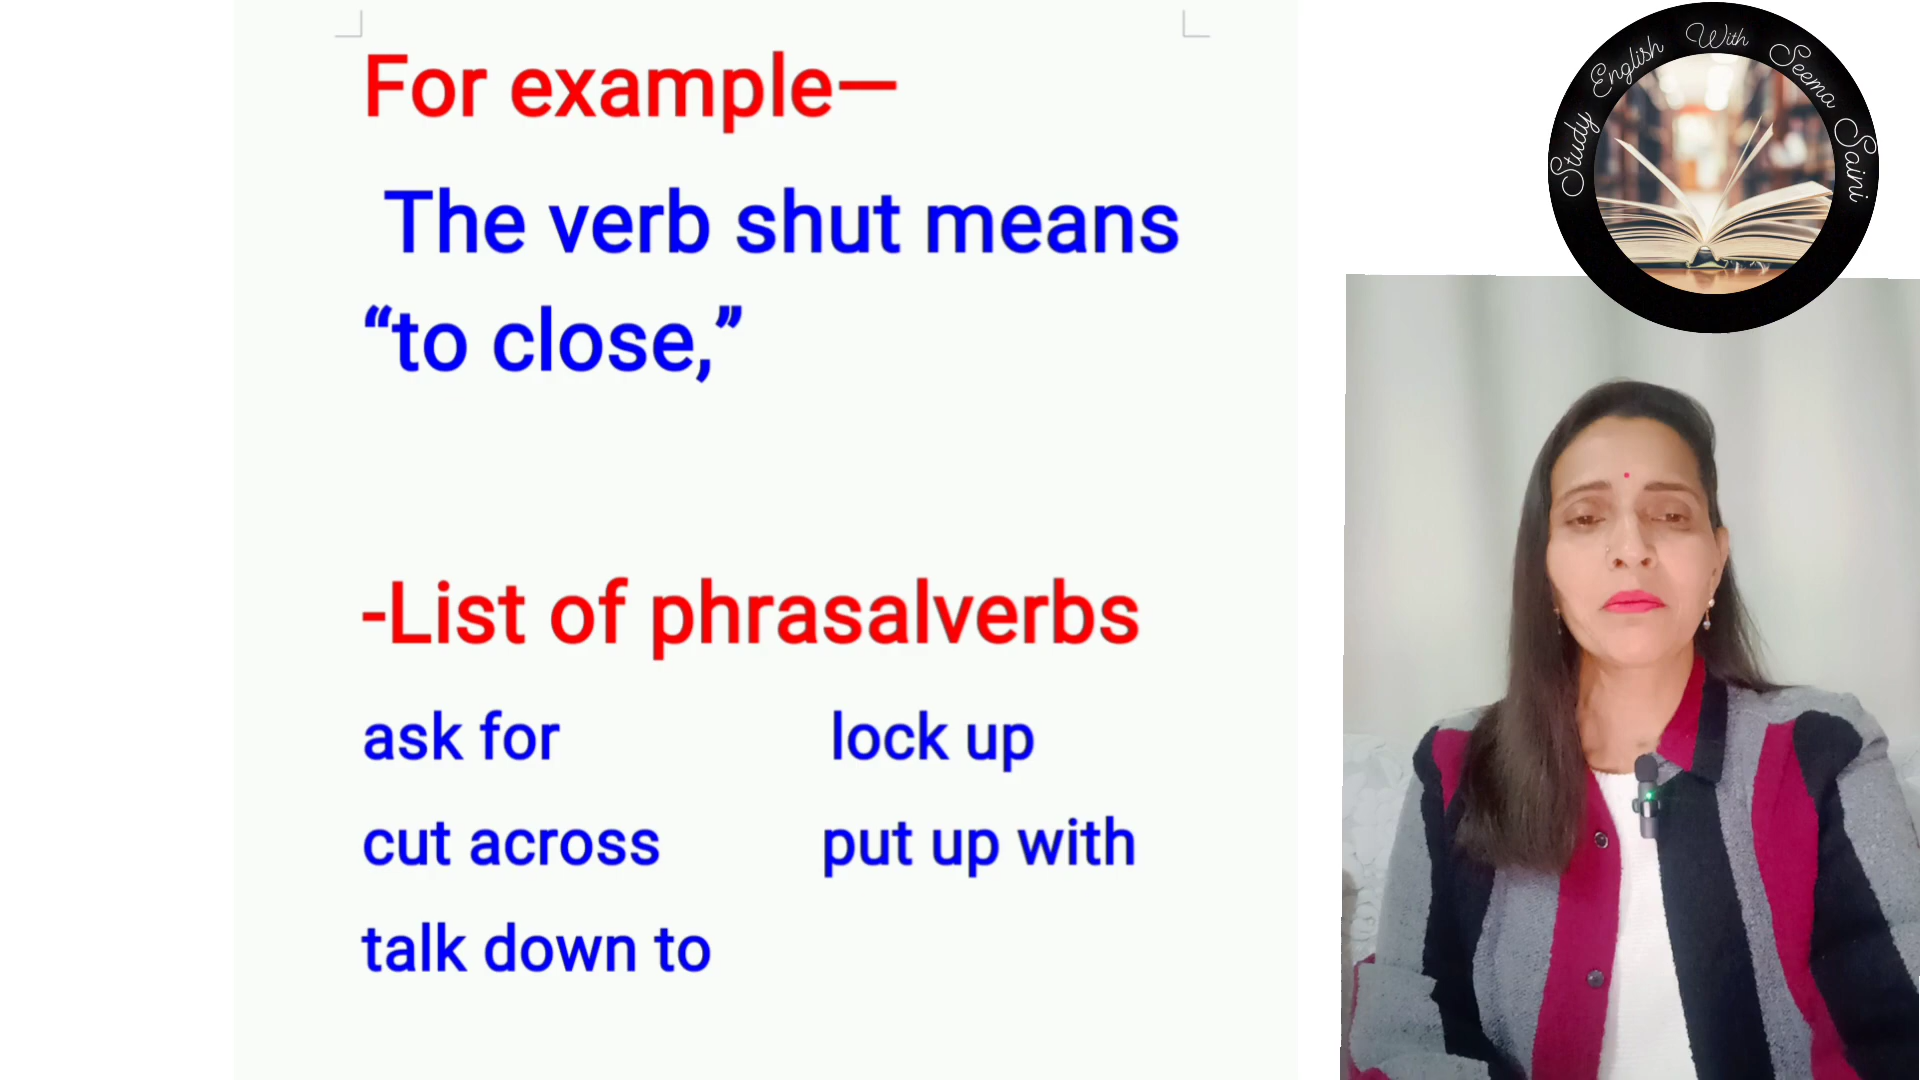 For example—
The verb shut means
“to close,”
-List of phrasalverbs
ask for lock up
cut across put up with
talk down to
Study English With Seema Saini